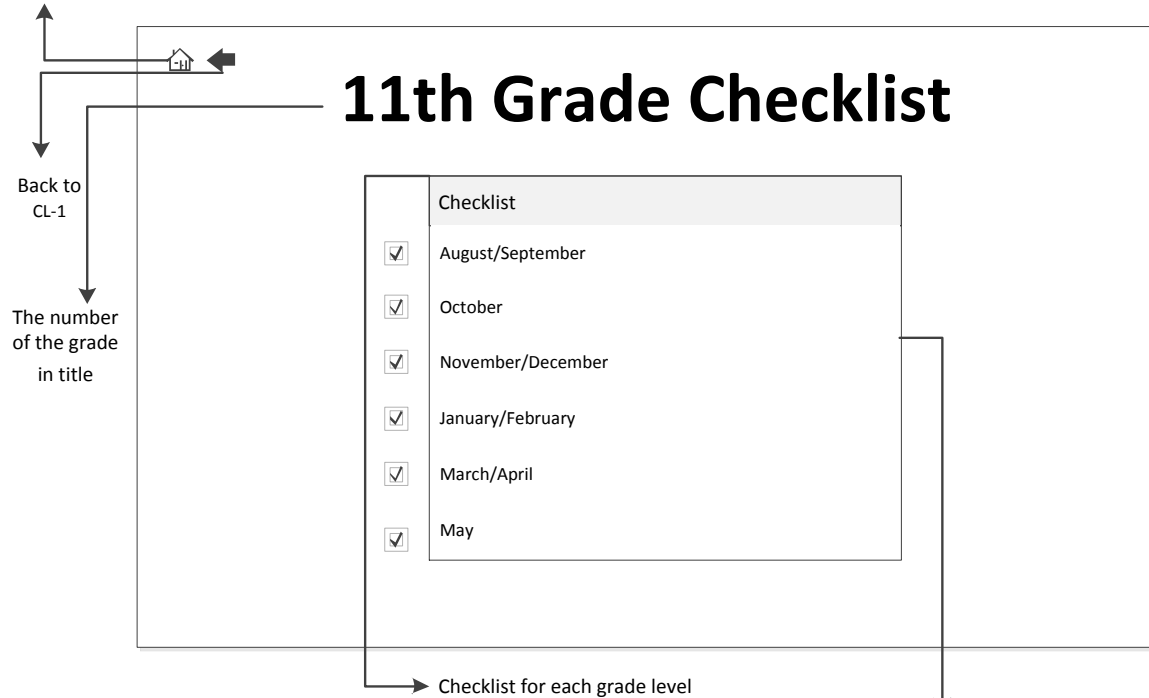 11th Grade Checklist
Back to
CL-1
The number
of the grade
in title
Checklist
August/September
October
November/December
January/February
March/April
May
Checklist for each grade level